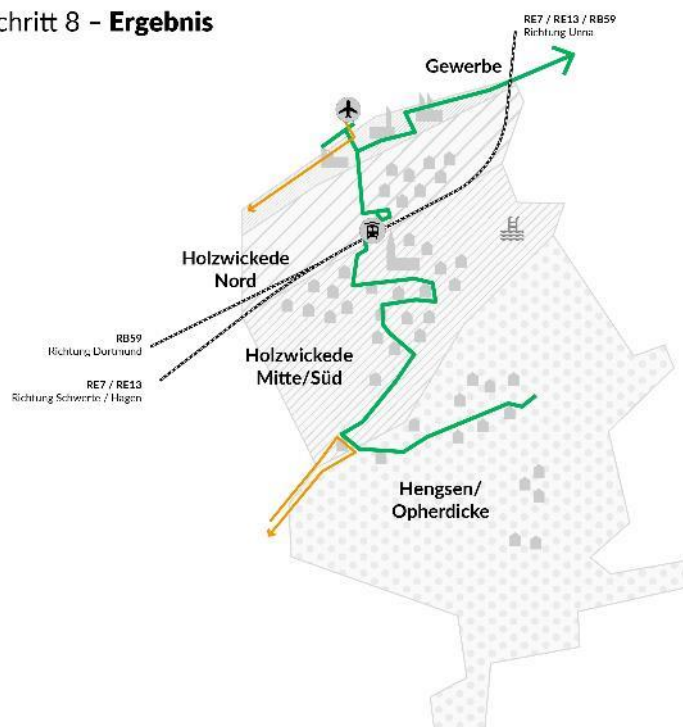 chritt 8 – Ergebnis
RE7 / RE13 / RB59
Richtung Unna
Gewerbe
Holzwickede
Nord
RB59
Richtung Dortmund
Holzwickede
Mitte/Süd
RE7 / RE13
Richtung Schwerte / Hagen
Hengsen/
Opherdicke